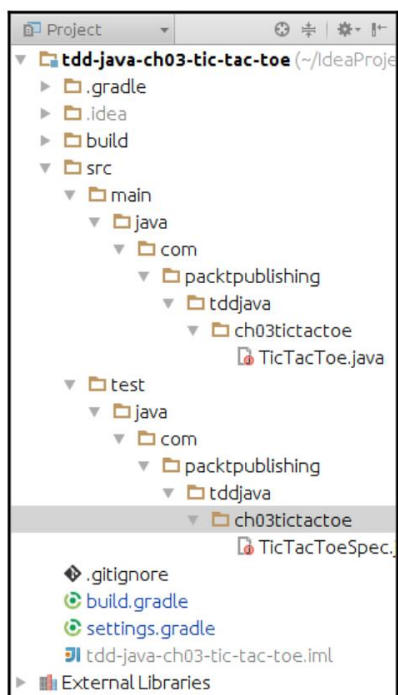 Project
tdd-java-ch03-tic-tac-toe (~/IdeaProje
.gradle
.idea
build
src
main
java
com
packtpublishing
tddjava
ch03tictactoe
TicTacToe.java
test
java
com
packtpublishing
tddjava
ch03tictactoe
TicTacToeSpec.j
.gitignore
build.gradle
settings.gradle
tdd-java-ch03-tic-tac-toe.iml
External Libraries